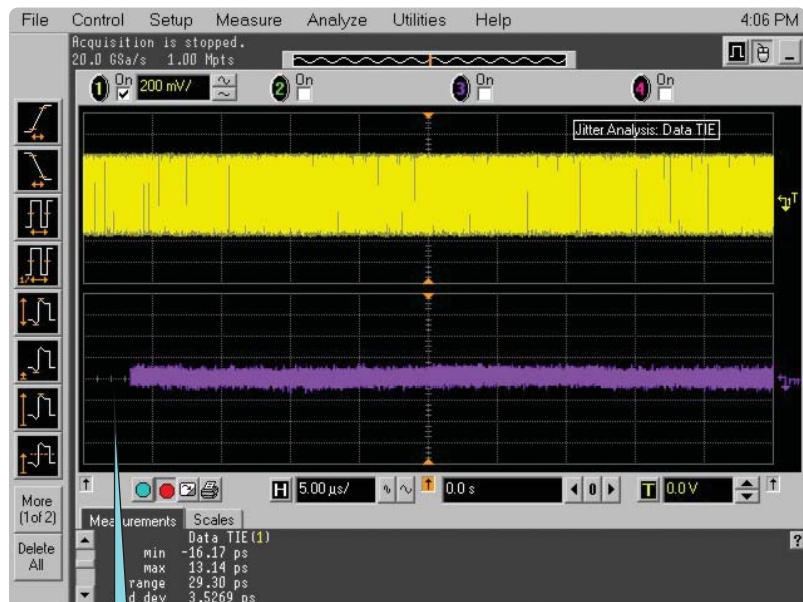 File Control Setup Measure Analyze Utilities Help 4:06 PM
Acquisition is stopped.
20.0 GSa/s 1.00 Mpts
1 On 200 mV/ 2 On 3 On 4 On
Jitter Analysis: Data TIE
T
More
(1of 2)
Delete
All
H 5.00 µs/ 0.0 s 0 T 0.0 V
Measurements Scales
Data TIE(1)
?
min -16.17 ps
max 13.14 ps
range 29.30 ps
d dev 3.5269 ps